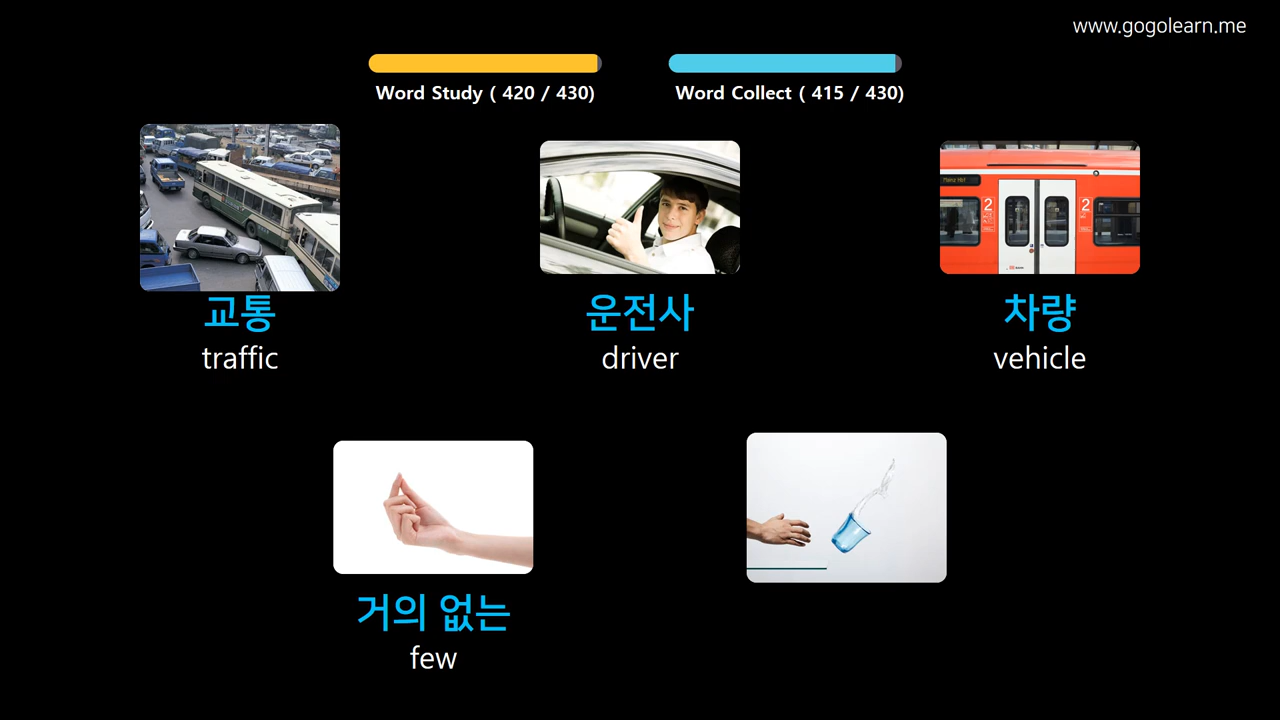 www.gogolearn.me
Word Study ( 420 / 430)
Word Collect ( 415 / 430)
교통
traffic
운전사
driver
차량
vehicle
거의 없는
few